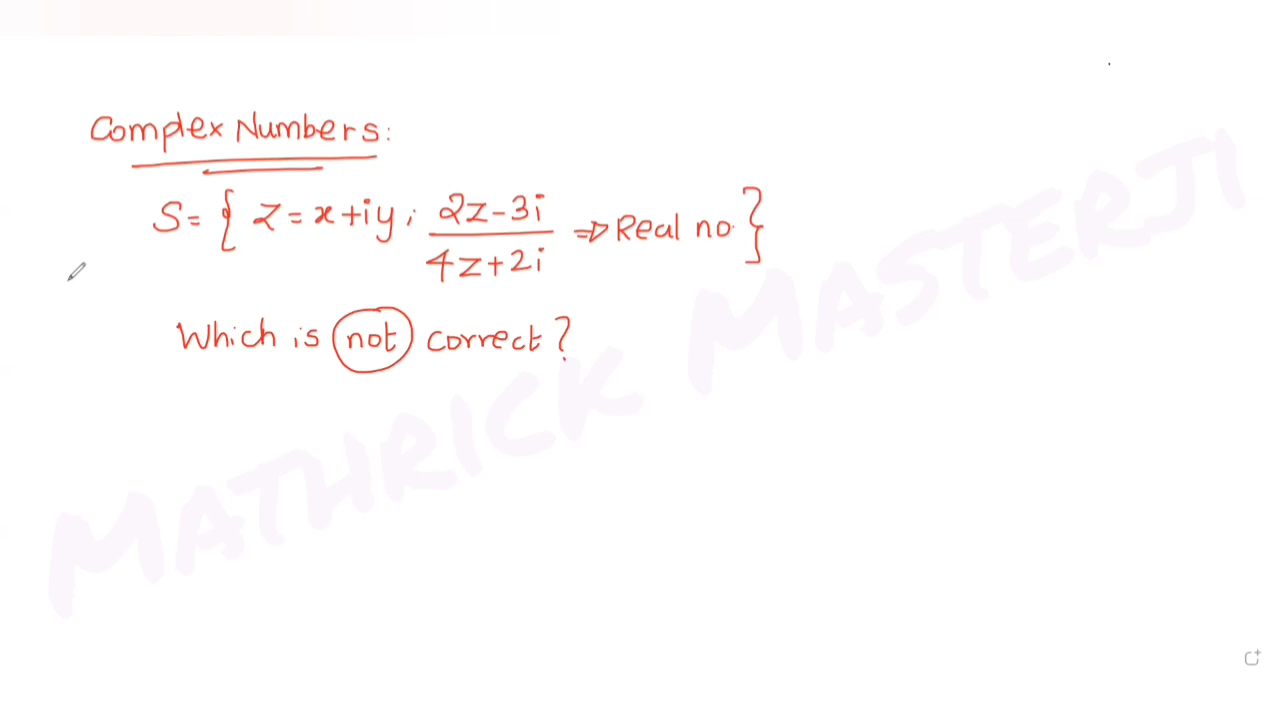 Complex Numbers:
S = { Z = x + iy ; 2z - 3i / 4z + 2i ⇒ Real no. }
Which is not correct?
MATHRICK MASTERJI